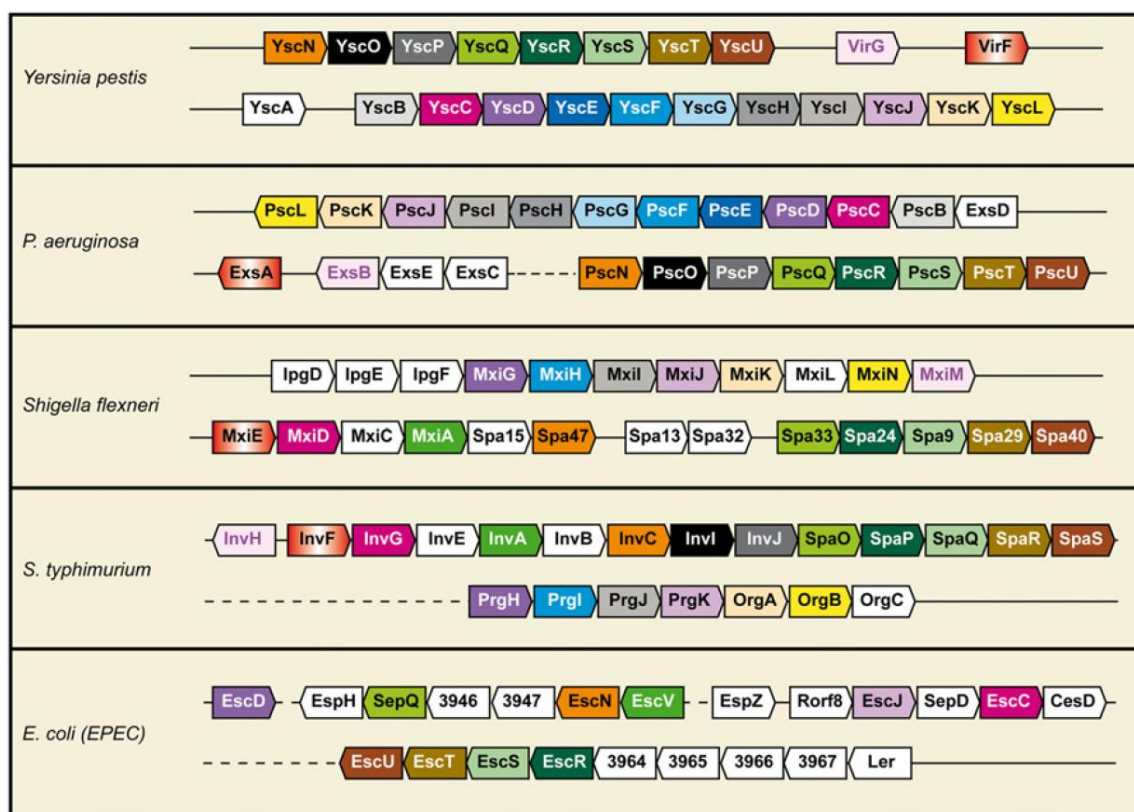 Yersinia pestis
YscN YscO YscP YscQ YscR YscS YscT YscU VirG VirF
YscA YscB YscC YscD YscE YscF YscG YscH YscI YscJ YscK YscL
P. aeruginosa
PscL PscK PscJ PscI PscH PscG PscF PscE PscD PscC PscB ExsD
ExsA ExsB ExsE ExsC PscN PscO PscP PscQ PscR PscS PscT PscU
Shigella flexneri
IpgD IpgE IpgF MxiG MxiH MxiI MxiJ MxiK MxiL MxiN MxiM
MxiE MxiD MxiC MxiA Spa15 Spa47 Spa13 Spa32 Spa33 Spa24 Spa9 Spa29 Spa40
S. typhimurium
InvH InvF InvG InvE InvA InvB InvC InvI InvJ SpaO SpaP SpaQ SpaR SpaS
PrgH PrgI PrgJ PrgK OrgA OrgB OrgC
E. coli (EPEC)
EscD EspH SepQ 3946 3947 EscN EscV EspZ Rorf8 EscJ SepD EscC CesD
EscU EscT EscS EscR 3964 3965 3966 3967 Ler